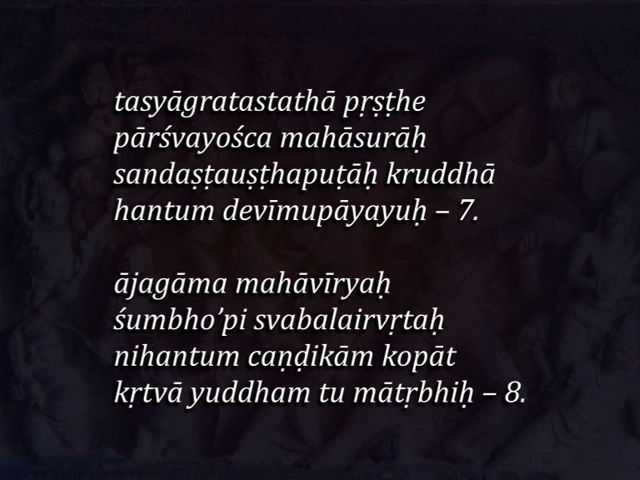 tasyāgratastathā pṛṣṭhe
pārśvayośca mahāsurāḥ
sandaṣṭauṣṭhapuṭāḥ kruddhā
hantum devīmupāyayuḥ – 7.
ājagāma mahāvīryaḥ
śumbho’pi svabalairvṛtaḥ
nihantum caṇḍikām kopāt
kṛtvā yuddham tu mātṛbhiḥ – 8.